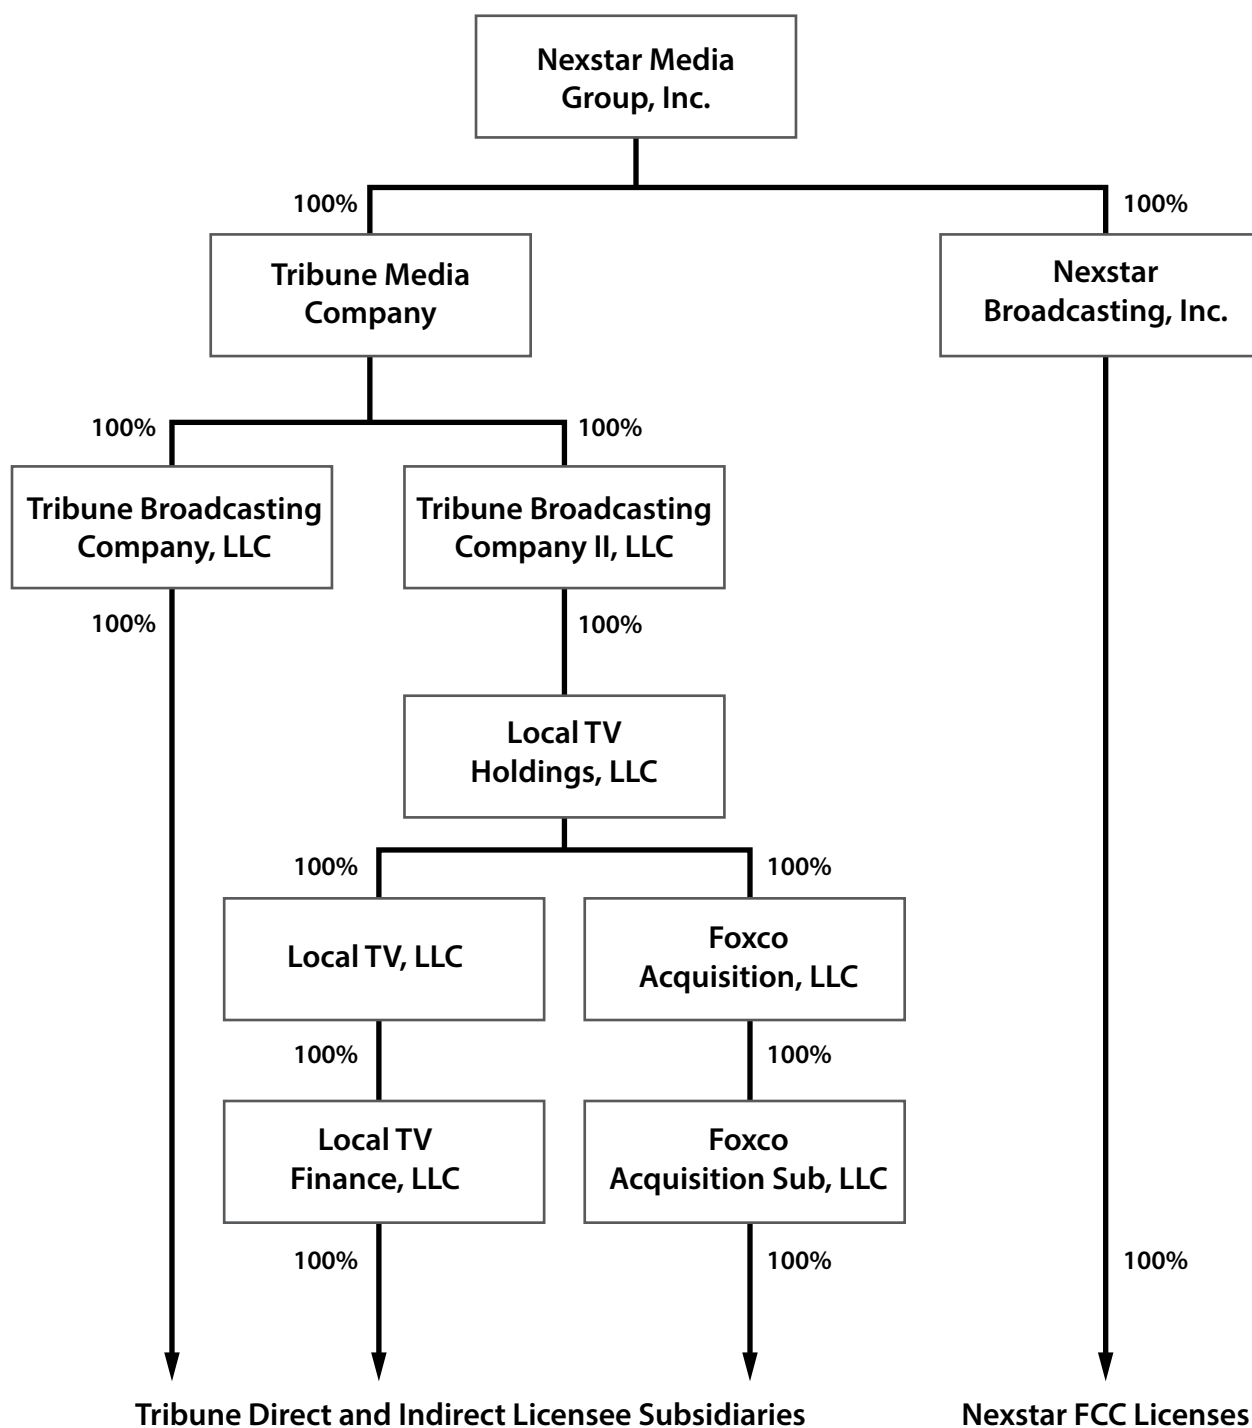 Nexstar Media
Group, Inc.
100%
100%
Tribune Media
Company
Nexstar
Broadcasting, Inc.
100%
100%
Tribune Broadcasting
Company, LLC
Tribune Broadcasting
Company II, LLC
100%
100%
Local TV
Holdings, LLC
100%
100%
Local TV, LLC
Foxco
Acquisition, LLC
100%
100%
Local TV
Finance, LLC
Foxco
Acquisition Sub, LLC
100%
100%
100%
Tribune Direct and Indirect Licensee Subsidiaries
Nexstar FCC Licenses